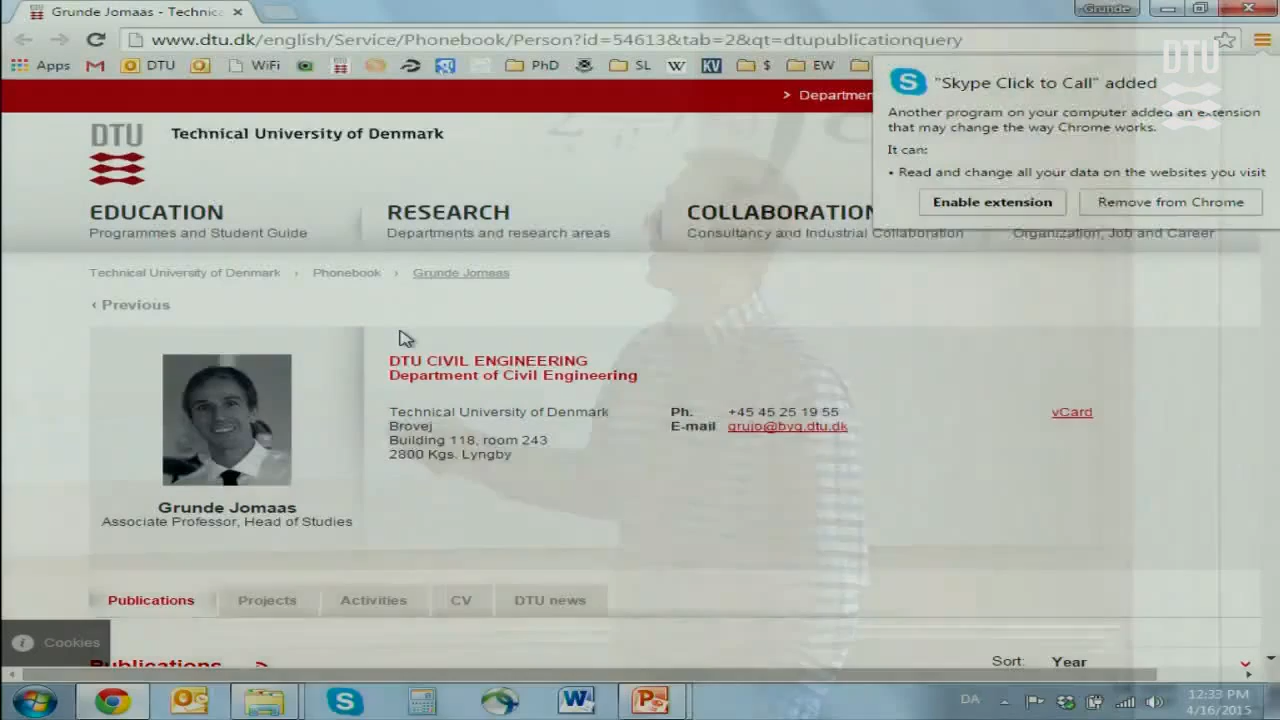 Grunde Jomaas - Technica
Grunde
www.dtu.dk/english/Service/Phonebook/Person?id=54613&tab=2&qt=dtupublicationquery
Apps
DTU
WiFi
PhD
SL
W
KV
$
EW
DTU
> Departmen
"Skype Click to Call" added
Another program on your computer added an extension
that may change the way Chrome works.
It can:
• Read and change all your data on the websites you visit
Enable extension
Remove from Chrome
DTU
Technical University of Denmark
EDUCATION
Programmes and Student Guide
RESEARCH
Departments and research areas
COLLABORATION
Consultancy and Industrial Collaboration
Organization, Job and Career
Technical University of Denmark › Phonebook › Grunde Jomaas
‹ Previous
DTU CIVIL ENGINEERING
Department of Civil Engineering
Technical University of Denmark
Brovej
Building 118, room 243
2800 Kgs. Lyngby
Ph. +45 45 25 19 55
E-mail grujo@byg.dtu.dk
vCard
Grunde Jomaas
Associate Professor, Head of Studies
Publications
Projects
Activities
CV
DTU news
Cookies
Publications
Sort: Year
DA
12:33 PM
4/16/2015